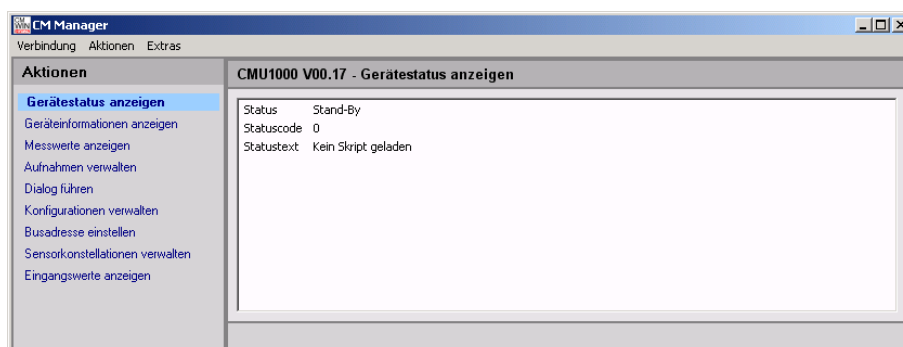 CM Manager
Verbindung Aktionen Extras
Aktionen
Gerätestatus anzeigen
Geräteinformationen anzeigen
Messwerte anzeigen
Aufnahmen verwalten
Dialog führen
Konfigurationen verwalten
Busadresse einstellen
Sensorkonstellationen verwalten
Eingangswerte anzeigen
CMU1000 V00.17 - Gerätestatus anzeigen
Status Stand-By
Statuscode 0
Statustext Kein Skript geladen